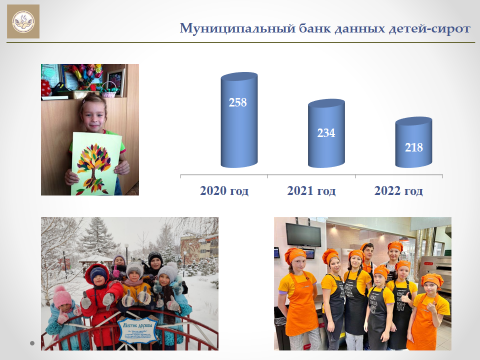 Муниципальный банк данных детей-сирот
258
234
218
2020 год
2021 год
2022 год